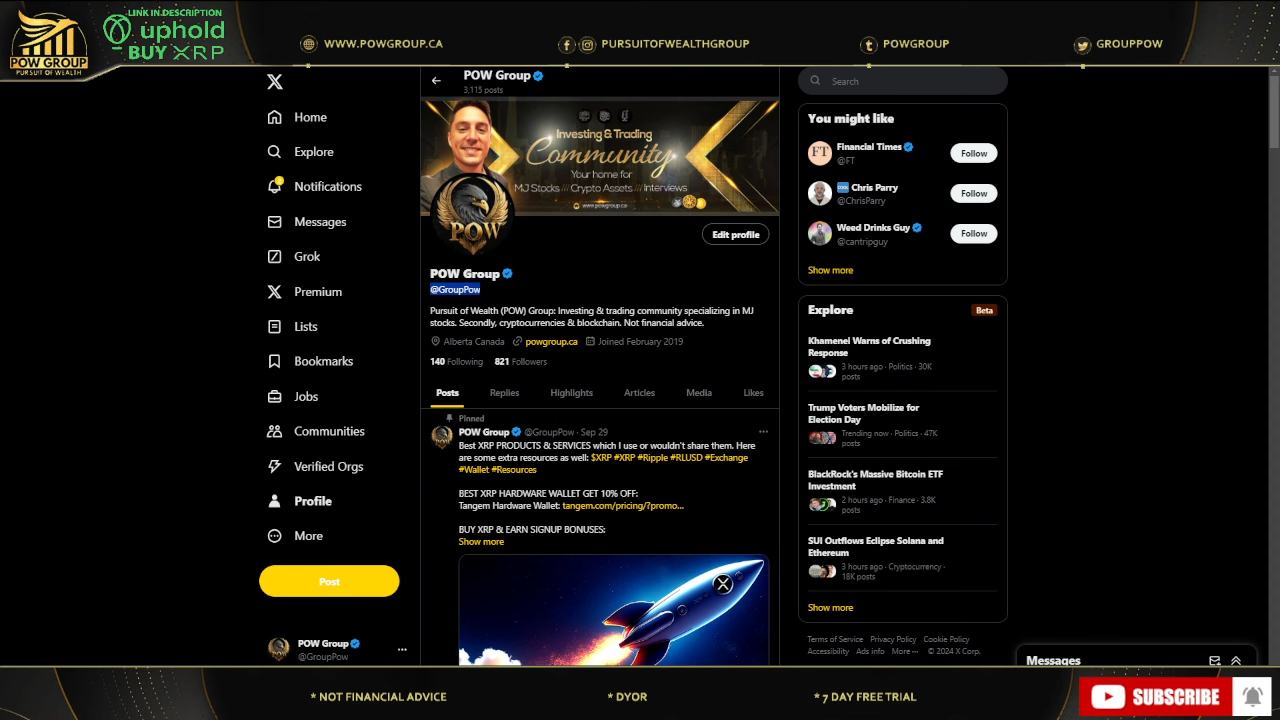 LINK IN DESCRIPTION
uphold
BUY XRP
POW GROUP
PURSUIT OF WEALTH
WWW.POWGROUP.CA
PURSUITOFWEALTHGROUP
POWGROUP
GROUPPOW
Home
Explore
Notifications
Messages
Grok
Premium
Lists
Bookmarks
Jobs
Communities
Verified Orgs
Profile
More
Post
POW Group
@GroupPow
POW Group
3,115 posts
Investing & Trading
Community
Your home for
MJ Stocks /// Crypto Assets /// Interviews
www.powgroup.ca
POW
Edit profile
POW Group
@GroupPow
Pursuit of Wealth (POW) Group: Investing & trading community specializing in MJ
stocks. Secondly, cryptocurrencies & blockchain. Not financial advice.
Alberta Canada powgroup.ca Joined February 2019
140 Following 821 Followers
Posts Replies Highlights Articles Media Likes
Pinned
POW Group @GroupPow · Sep 29
Best XRP PRODUCTS & SERVICES which I use or wouldn't share them. Here
are some extra resources as well: $XRP #XRP #Ripple #RLUSD #Exchange
#Wallet #Resources
BEST XRP HARDWARE WALLET GET 10% OFF:
Tangem Hardware Wallet: tangem.com/pricing/?promo...
BUY XRP & EARN SIGNUP BONUSES:
Show more
Search
You might like
FT
Financial Times
@FT
Follow
COOL
Chris Parry
@ChrisParry
Follow
Weed Drinks Guy
@cantripguy
Follow
Show more
Explore Beta
Khamenei Warns of Crushing
Response
3 hours ago · Politics · 30K
posts
Trump Voters Mobilize for
Election Day
Trending now · Politics · 47K
posts
BlackRock's Massive Bitcoin ETF
Investment
2 hours ago · Finance · 3.8K
posts
SUI Outflows Eclipse Solana and
Ethereum
3 hours ago · Cryptocurrency ·
18K posts
Show more
Terms of Service Privacy Policy Cookie Policy
Accessibility Ads info More ··· © 2024 X Corp.
Messages
* NOT FINANCIAL ADVICE
* DYOR
* 7 DAY FREE TRIAL
SUBSCRIBE